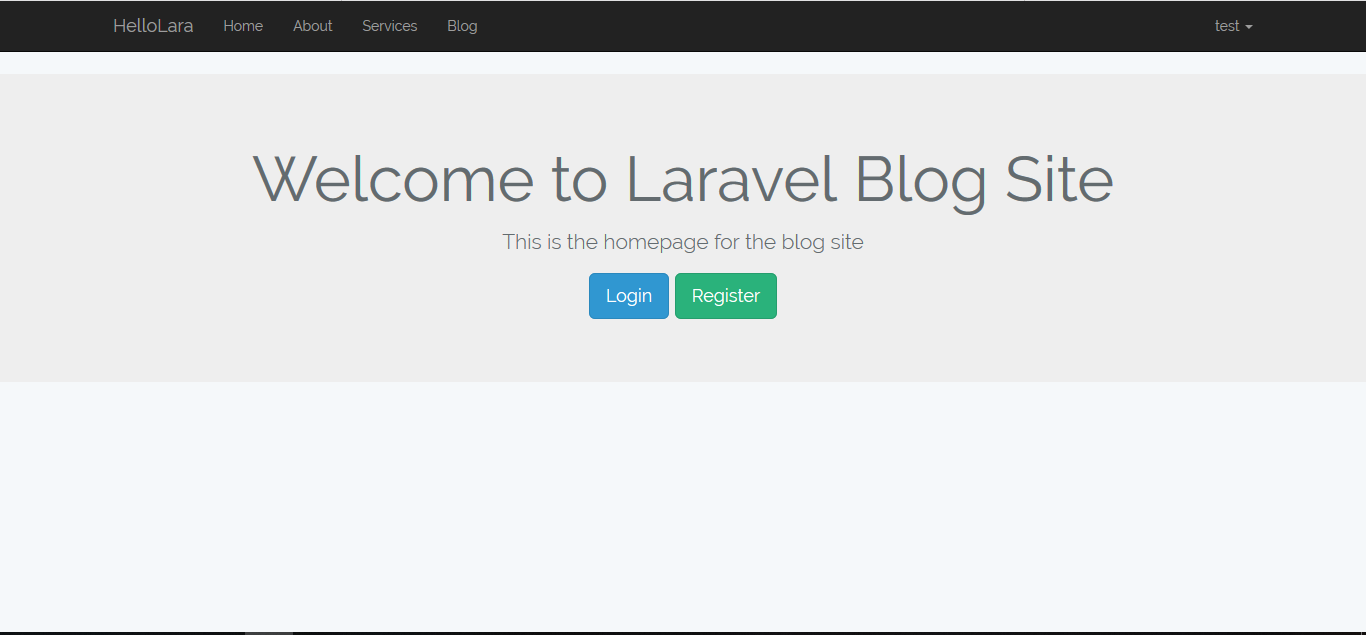 HelloLara Home About Services Blog test
Welcome to Laravel Blog Site
This is the homepage for the blog site
Login Register